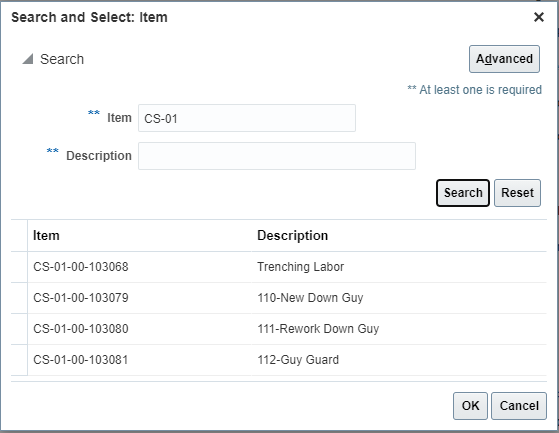 Search and Select: Item
Search
Advanced
** At least one is required
** Item CS-01
** Description
Search Reset
Item Description
CS-01-00-103068 Trenching Labor
CS-01-00-103079 110-New Down Guy
CS-01-00-103080 111-Rework Down Guy
CS-01-00-103081 112-Guy Guard
OK Cancel